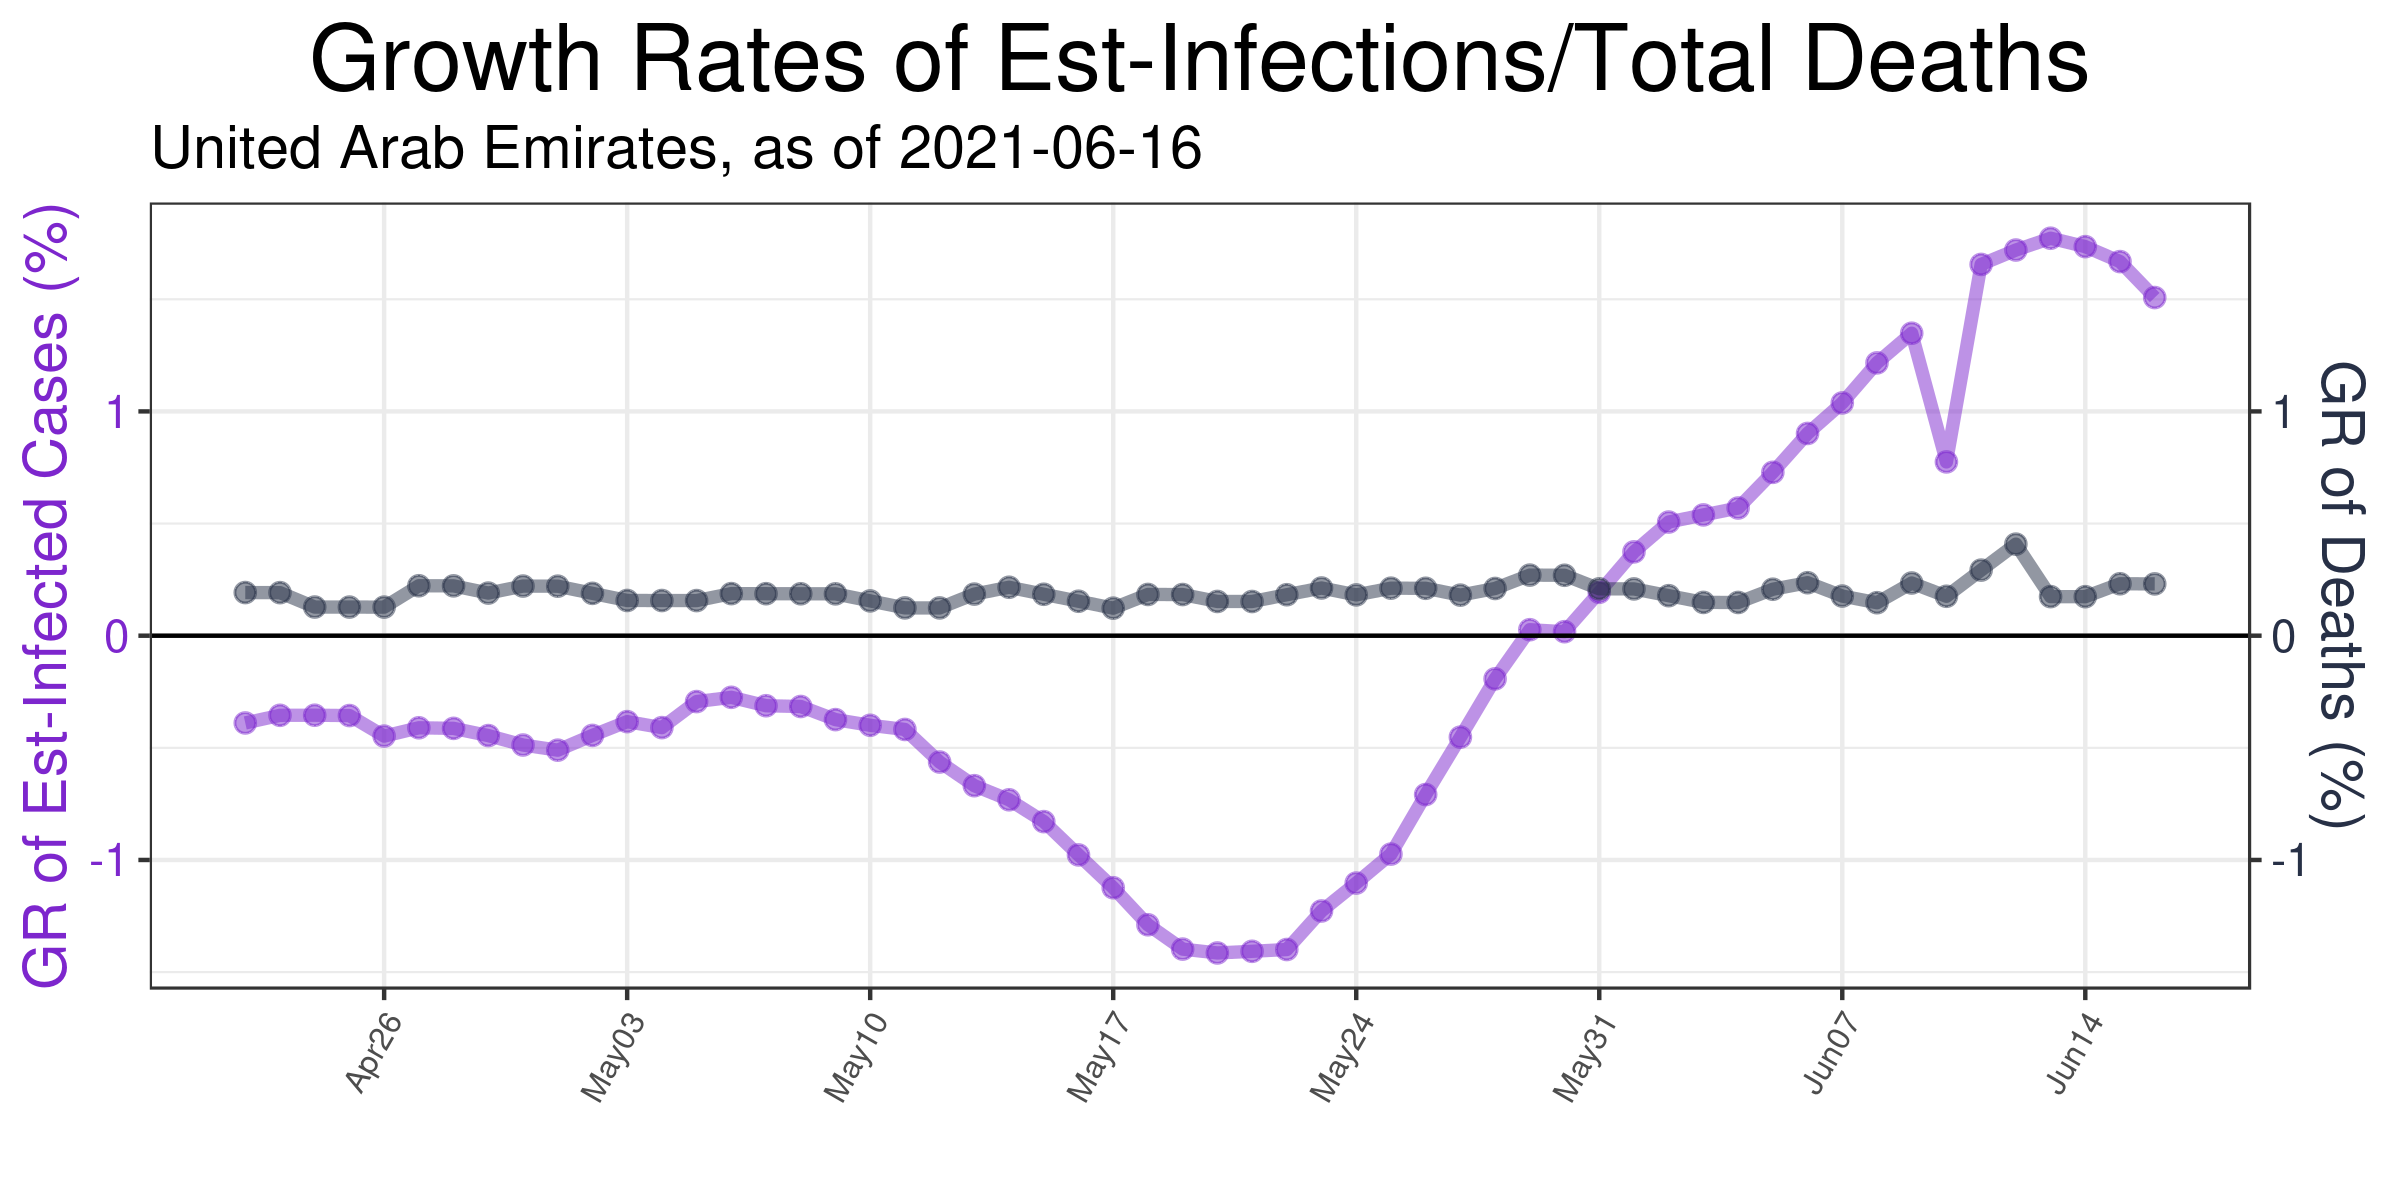 Growth Rates of Est-Infections/Total Deaths
United Arab Emirates, as of 2021-06-16
GR of Est-Infected Cases (%)
1
0
-1
1
0
-1
GR of Deaths (%)
Apr26
May03
May10
May17
May24
May31
Jun07
Jun14